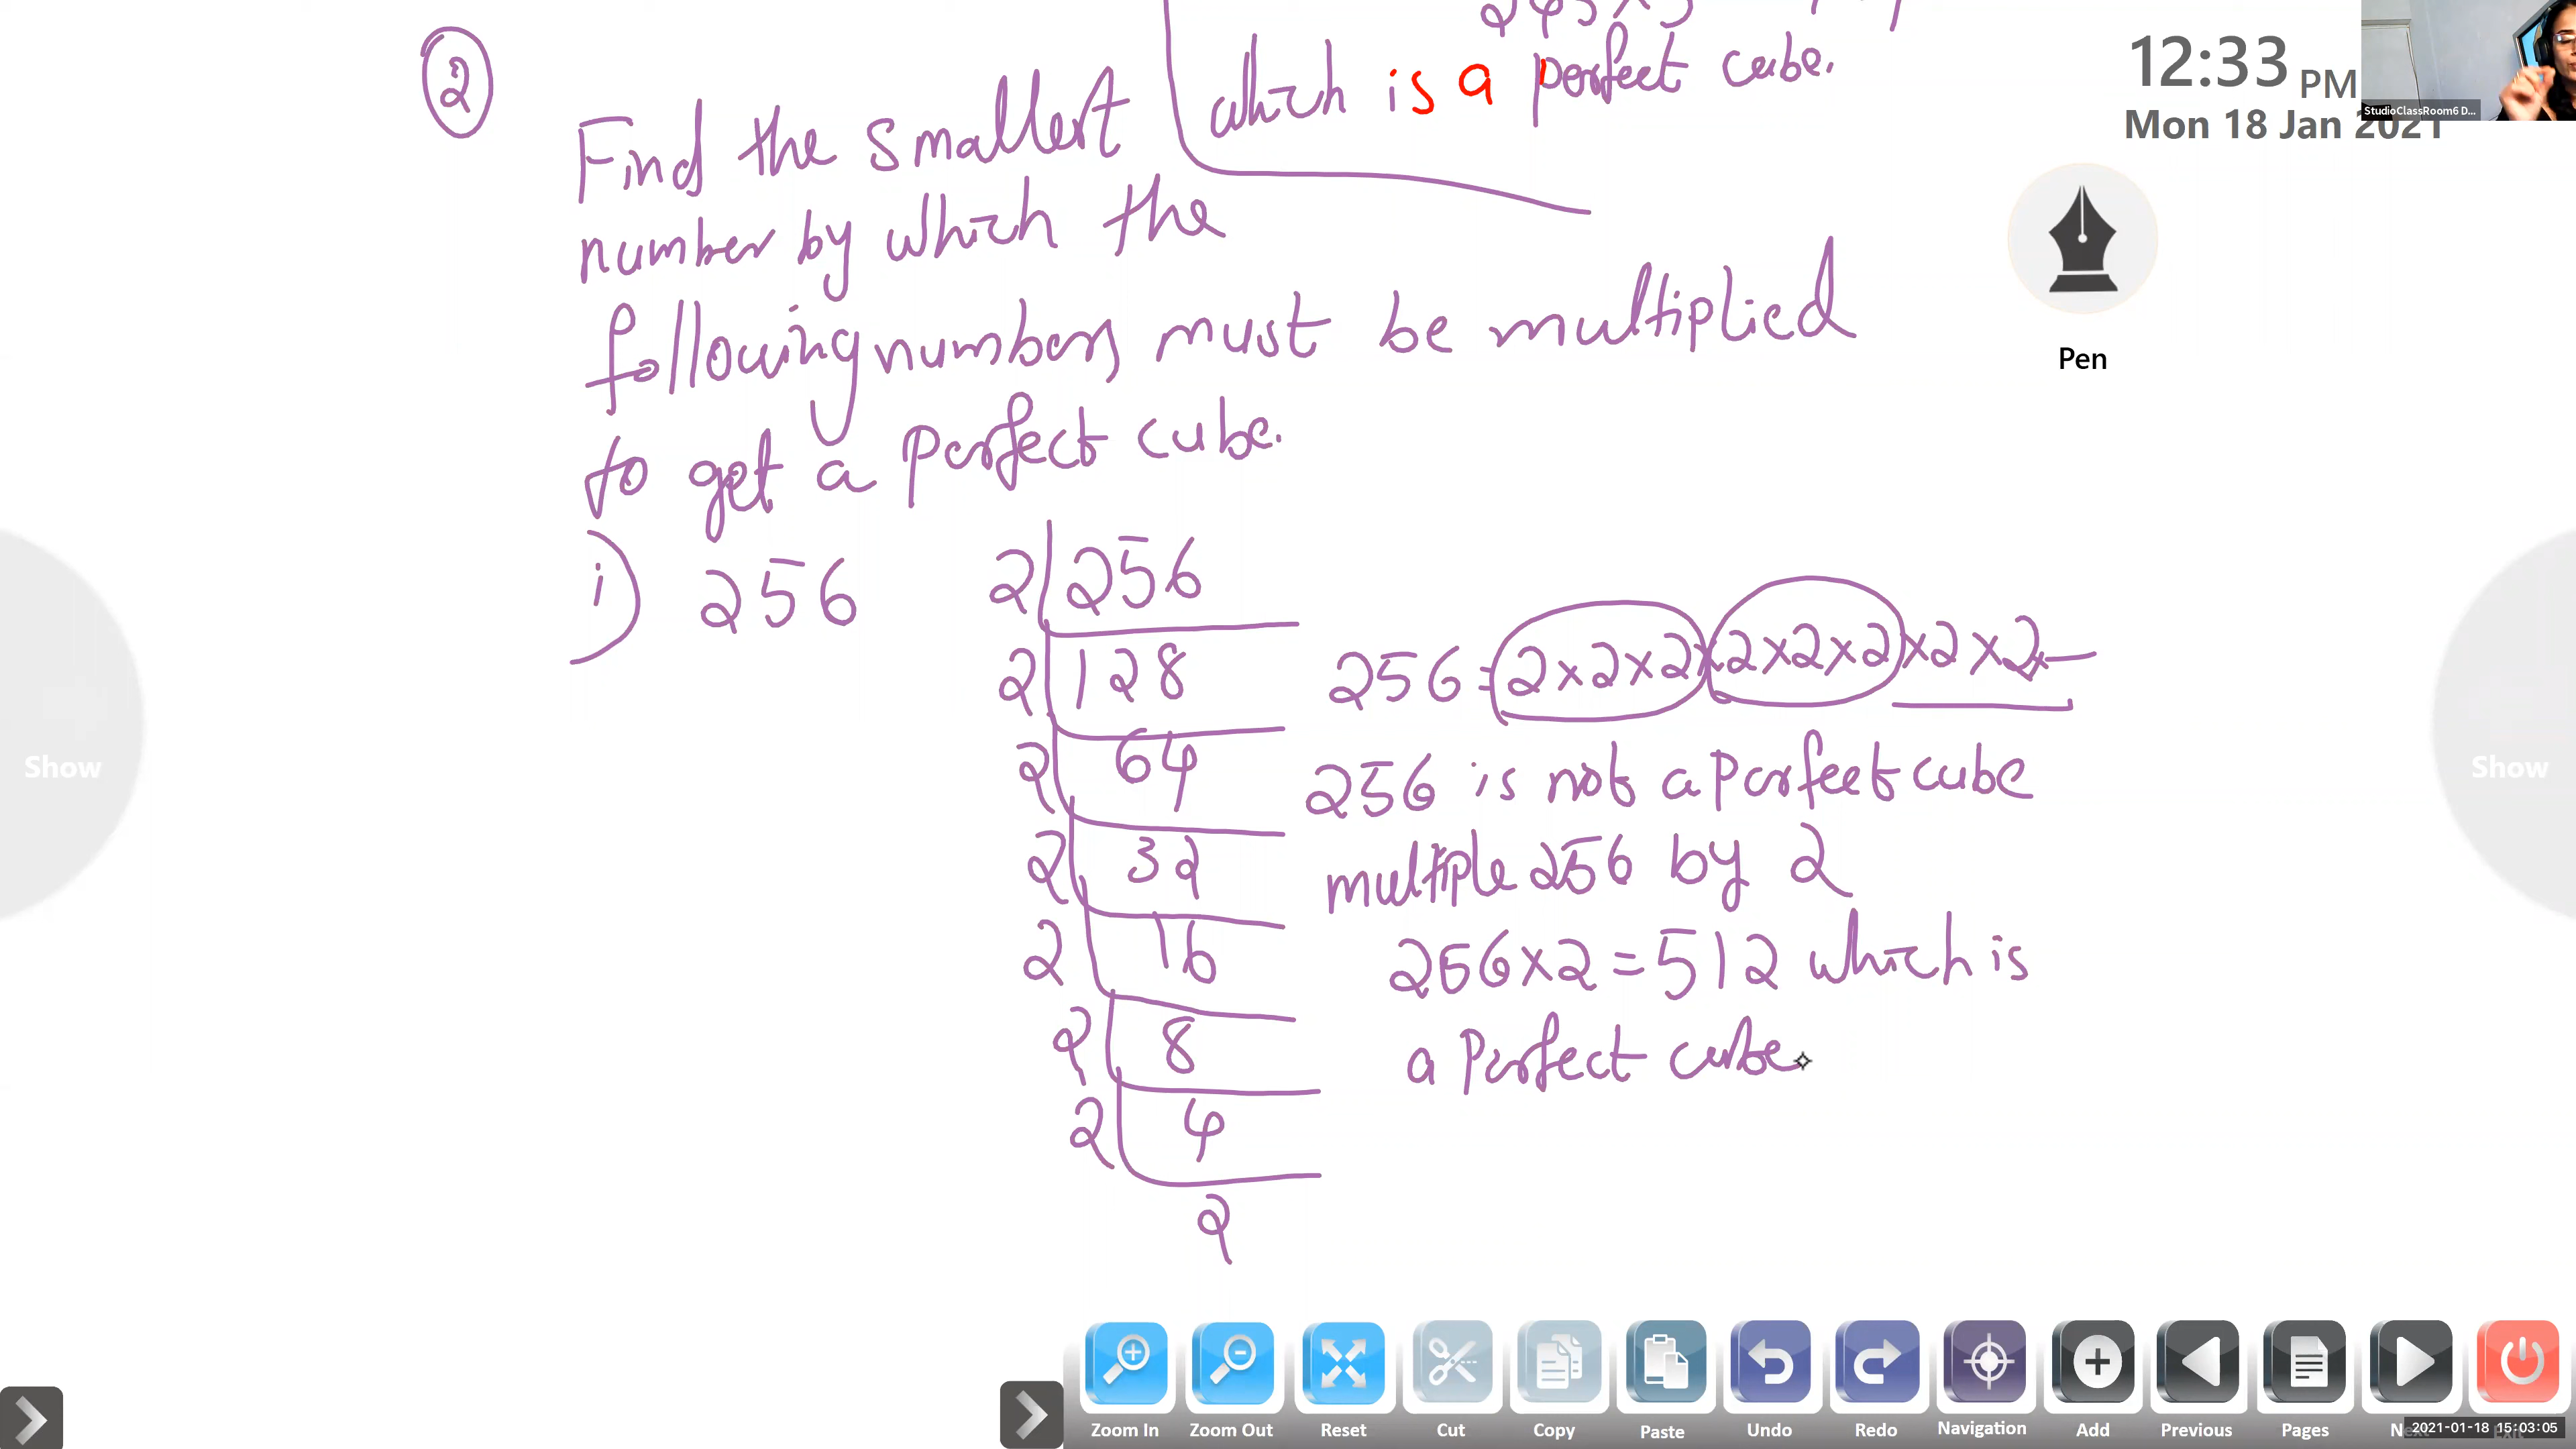 which is a perfect cube.
12:33 PM
Mon 18 Jan 2021
StudioClassRoom6 D...
Pen
2
Find the smallest
number by which the
following numbers must be multiplied
to get a perfect cube.
i) 256
2 256
2 128
2 64
2 32
2 16
2 8
2 4
2
256 = 2×2×2×2×2×2×2×2×—
256 is not a perfect cube
multiple 256 by 2
256×2=512 which is
a perfect cube
Show
Show
Zoom In Zoom Out Reset Cut Copy Paste Undo Redo Navigation Add Previous Pages
2021-01-18 15:03:05